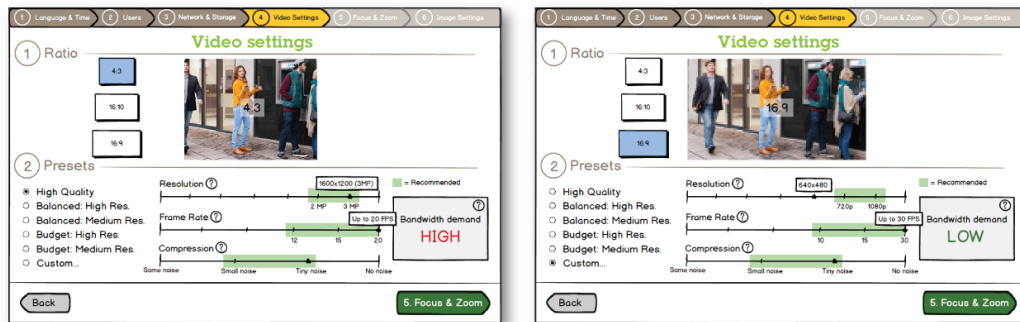 1 Language & Time 2 Users 3 Network & Storage 4 Video Settings 5 Focus & Zoom 6 Image Settings
Video settings
1 Ratio
4:3
16:10
16:9
4:3
2 Presets
High Quality
Balanced: High Res.
Balanced: Medium Res.
Budget: High Res.
Budget: Medium Res.
Custom...
Resolution ?
1600x1200 (3MP)
2 MP 3 MP
Frame Rate ?
Up to 20 FPS
12 15 20
Compression ?
Some noise Small noise Tiny noise No noise
= Recommended
?
Bandwidth demand
HIGH
Back
5. Focus & Zoom
1 Language & Time 2 Users 3 Network & Storage 4 Video Settings 5 Focus & Zoom 6 Image Settings
Video settings
1 Ratio
4:3
16:10
16:9
16:9
2 Presets
High Quality
Balanced: High Res.
Balanced: Medium Res.
Budget: High Res.
Budget: Medium Res.
Custom...
Resolution ?
640x480
720p 1080p
Frame Rate ?
Up to 30 FPS
10 15 30
Compression ?
Some noise Small noise Tiny noise No noise
= Recommended
?
Bandwidth demand
LOW
Back
5. Focus & Zoom